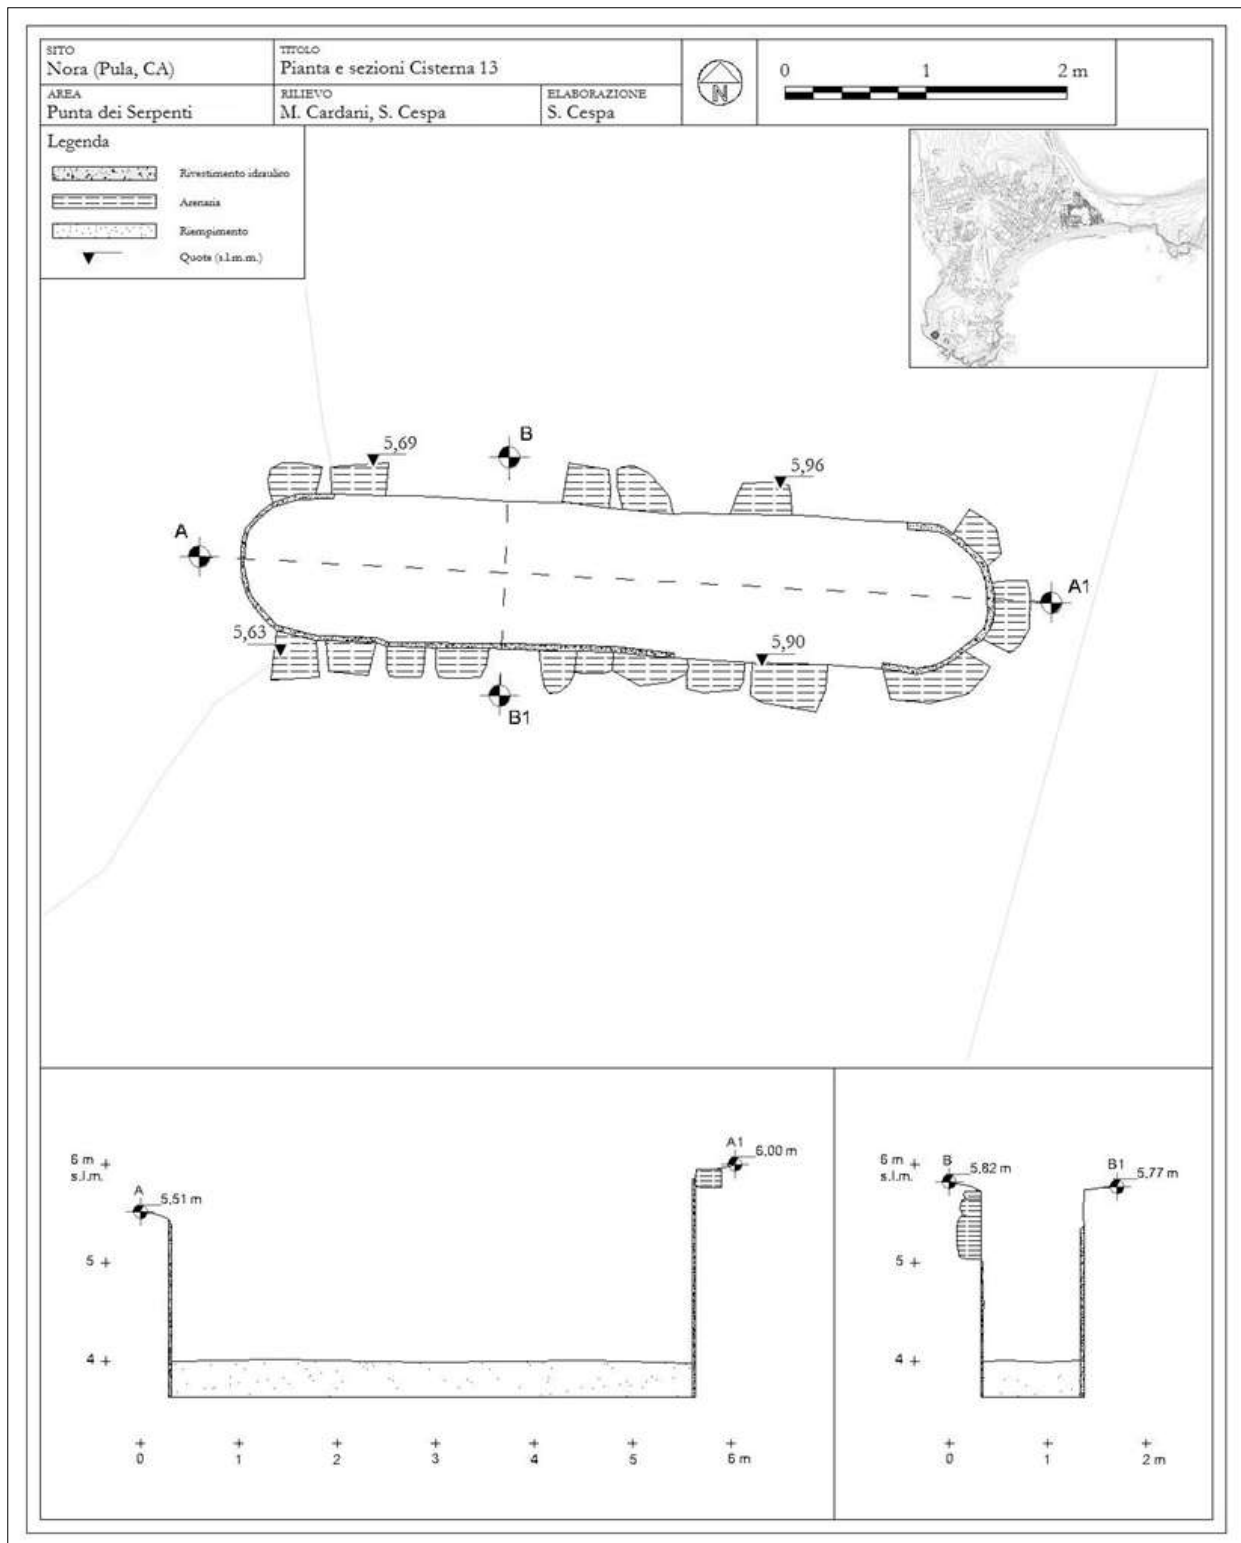 SITO
Nora (Pula, CA)
TITOLO
Pianta e sezioni Cisterna 13
AREA
Punta dei Serpenti
RILIEVO
M. Cardani, S. Cespa
ELABORAZIONE
S. Cespa
N
0 1 2 m
Legenda
Rivestimento idraulico
Arenaria
Riempimento
Quote (s.l.m.m.)
5,69
B
5,96
A
A1
5,63
5,90
B1
A1
6,00 m
6 m
s.l.m.
A
5,51 m
5
4
0 1 2 3 4 5 6 m
6 m
s.l.m.
B
5,82 m
B1
5,77 m
5
4
0 1 2 m